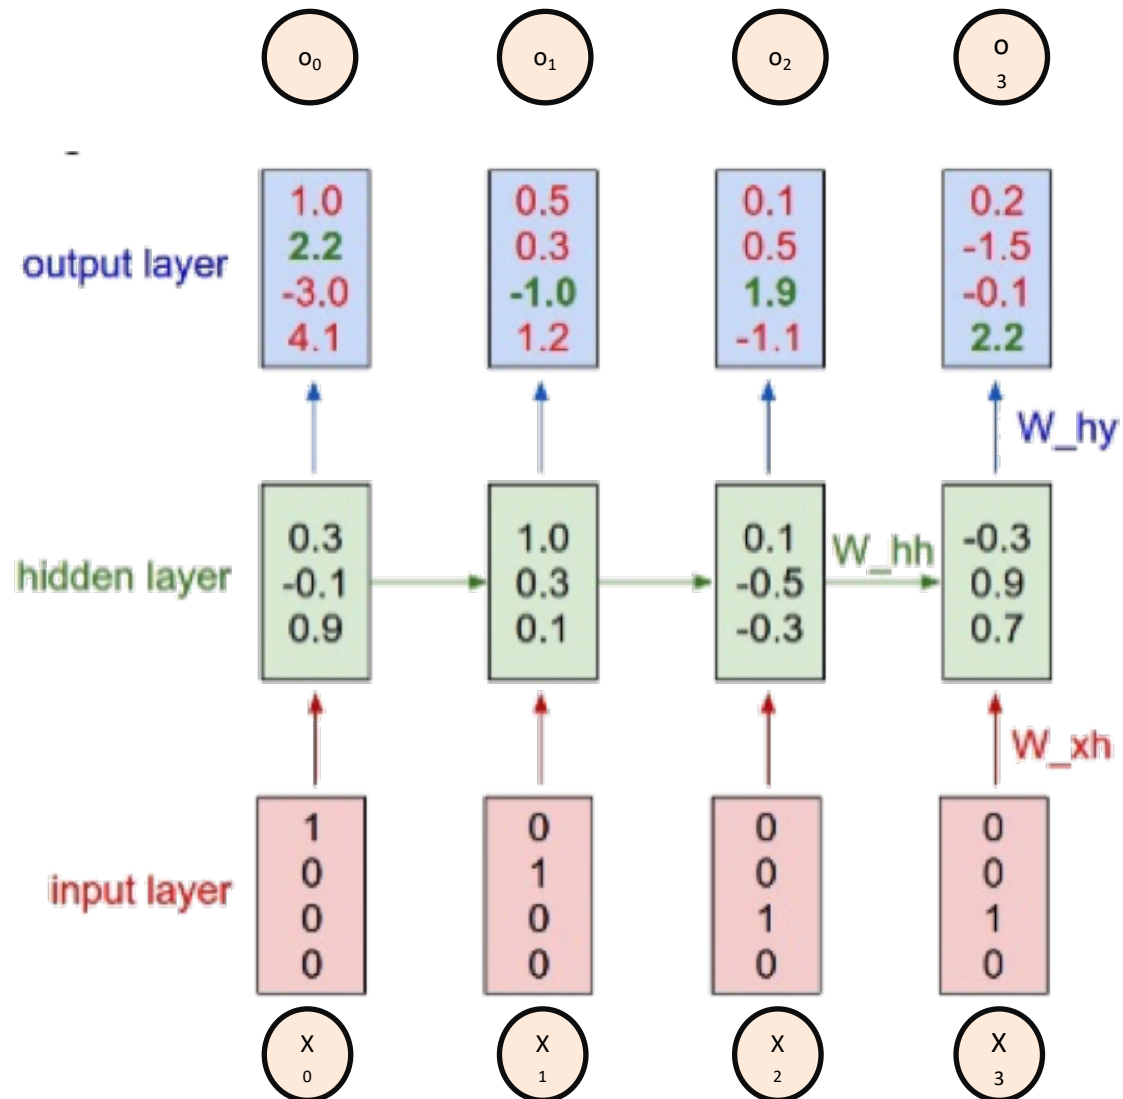 o₀ o₁ o₂ o
3
-
1.0 0.5 0.1 0.2
2.2 0.3 0.5 -1.5
output layer
-3.0 -1.0 1.9 -0.1
4.1 1.2 -1.1 2.2
W_hy
0.3 1.0 0.1 -0.3
W_hh
hidden layer -0.1 0.3 -0.5 0.9
0.9 0.1 -0.3 0.7
W_xh
1 0 0 0
0 1 0 0
input layer
0 0 1 1
0 0 0 0
X X X X
0 1 2 3